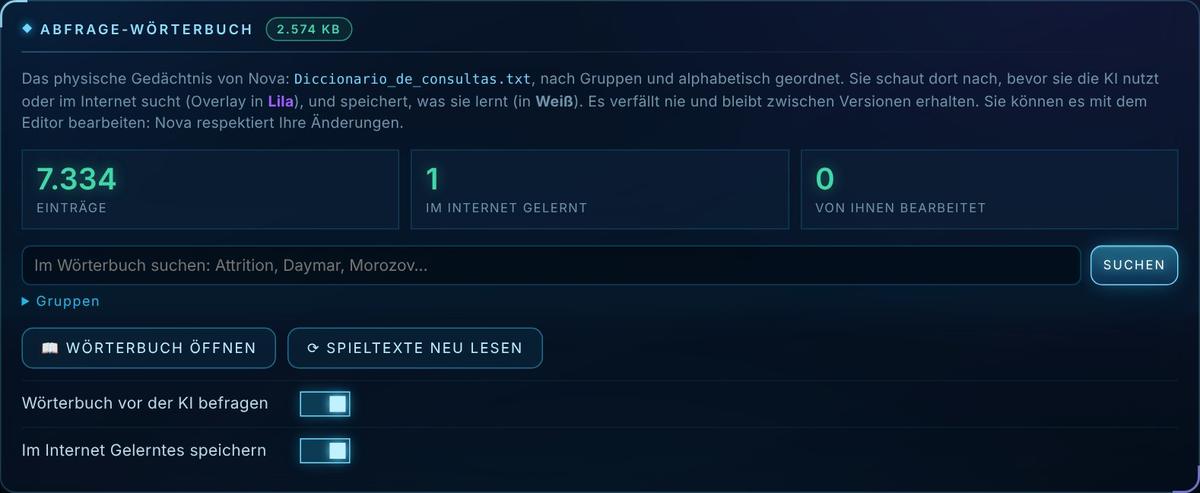 ABFRAGE-WÖRTERBUCH 2.574 KB
Das physische Gedächtnis von Nova: Diccionario_de_consultas.txt, nach Gruppen und alphabetisch geordnet. Sie schaut dort nach, bevor sie die KI nutzt
oder im Internet sucht (Overlay in Lila), und speichert, was sie lernt (in Weiß). Es verfällt nie und bleibt zwischen Versionen erhalten. Sie können es mit dem
Editor bearbeiten: Nova respektiert Ihre Änderungen.
7.334
EINTRÄGE
1
IM INTERNET GELERNT
0
VON IHNEN BEARBEITET
Im Wörterbuch suchen: Attrition, Daymar, Morozov...
SUCHEN
Gruppen
WÖRTERBUCH ÖFFNEN
SPIELTEXTE NEU LESEN
Wörterbuch vor der KI befragen
Im Internet Gelerntes speichern